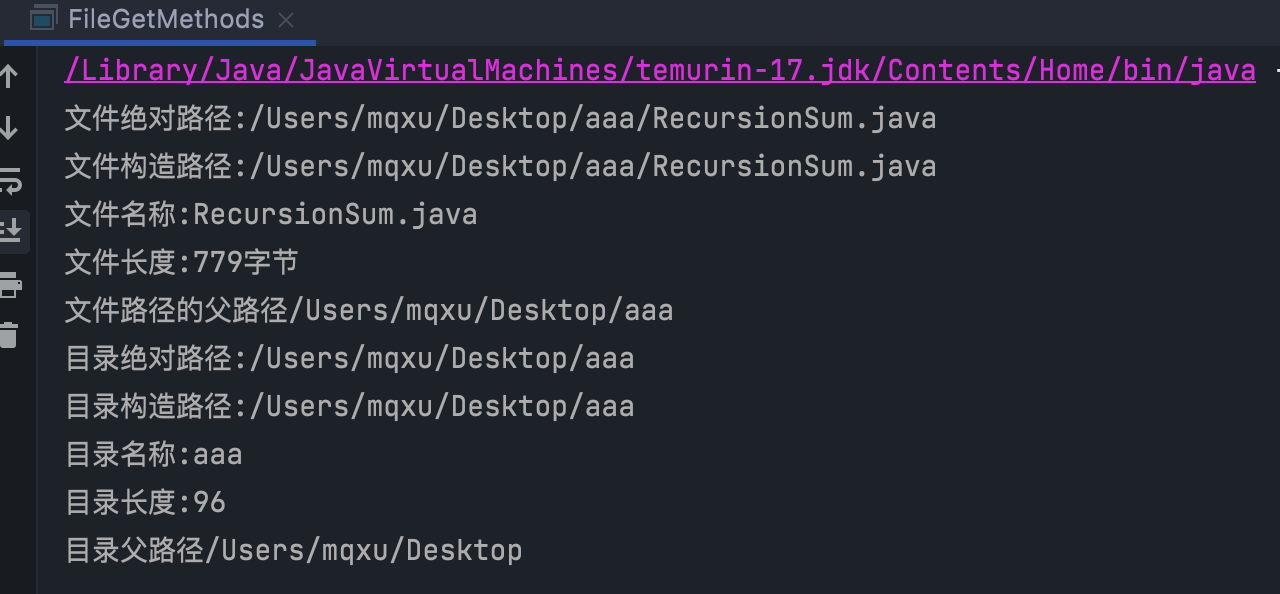 FileGetMethods
/Library/Java/JavaVirtualMachines/temurin-17.jdk/Contents/Home/bin/java
文件绝对路径:/Users/mqxu/Desktop/aaa/RecursionSum.java
文件构造路径:/Users/mqxu/Desktop/aaa/RecursionSum.java
文件名称:RecursionSum.java
文件长度:779字节
文件路径的父路径/Users/mqxu/Desktop/aaa
目录绝对路径:/Users/mqxu/Desktop/aaa
目录构造路径:/Users/mqxu/Desktop/aaa
目录名称:aaa
目录长度:96
目录父路径/Users/mqxu/Desktop